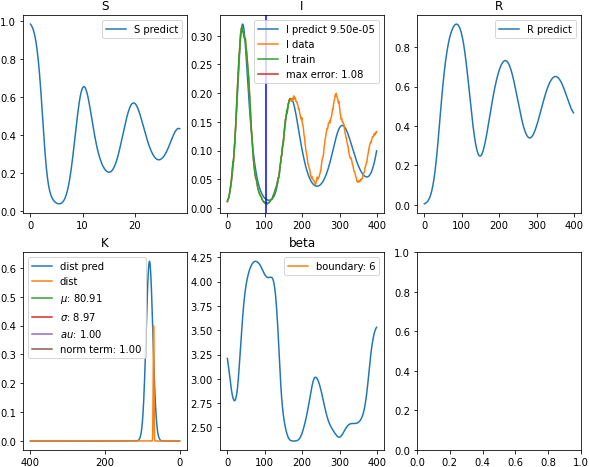 S
I
R
S predict
I predict 9.50e-05
I data
I train
max error: 1.08
R predict
1.0
0.8
0.6
0.4
0.2
0.0
0.30
0.25
0.20
0.15
0.10
0.05
0.00
0.8
0.6
0.4
0.2
0.0
0 10 20
0 100 200 300 400
0 100 200 300 400
K
beta
dist pred
dist
μ: 80.91
σ: 8.97
au: 1.00
norm term: 1.00
boundary: 6
0.6
0.5
0.4
0.3
0.2
0.1
0.0
4.25
4.00
3.75
3.50
3.25
3.00
2.75
2.50
1.0
0.8
0.6
0.4
0.2
0.0
400 200 0
0 100 200 300 400
0.0 0.2 0.4 0.6 0.8 1.0